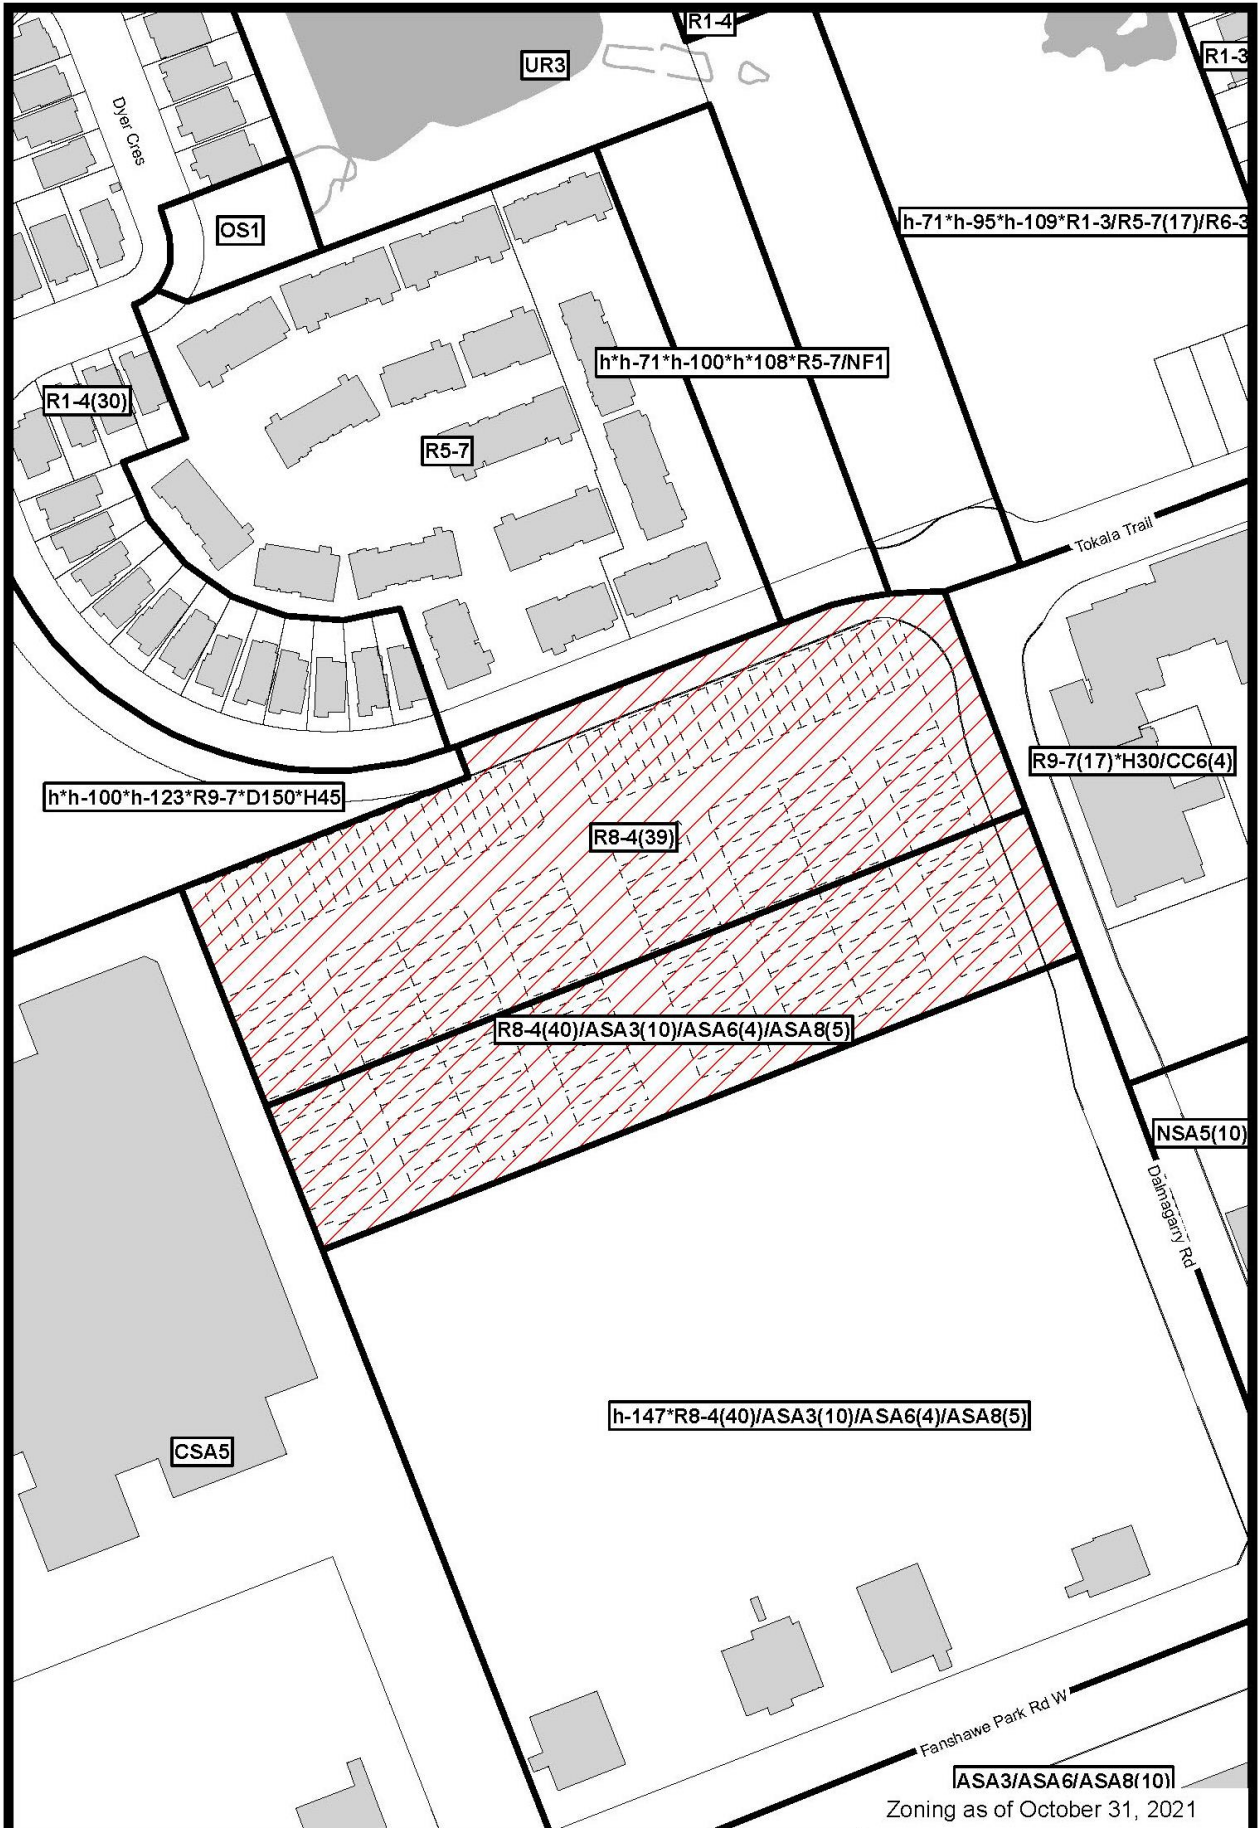 R1-4
UR3
R1-3
Dyer Cres
OS1
h-71*h-95*h-109*R1-3/R5-7(17)/R6-3
h*h-71*h-100*h*108*R5-7/NF1
R1-4(30)
R5-7
Tokala Trail
R9-7(17)*H30/CC6(4)
h*h-100*h-123*R9-7*D150*H45
R8-4(39)
R8-4(40)/ASA3(10)/ASA6(4)/ASA8(5)
NSA5(10)
Dalmagarry Rd
h-147*R8-4(40)/ASA3(10)/ASA6(4)/ASA8(5)
CSA5
Fanshawe Park Rd W
ASA3/ASA6/ASA8(10)
Zoning as of October 31, 2021